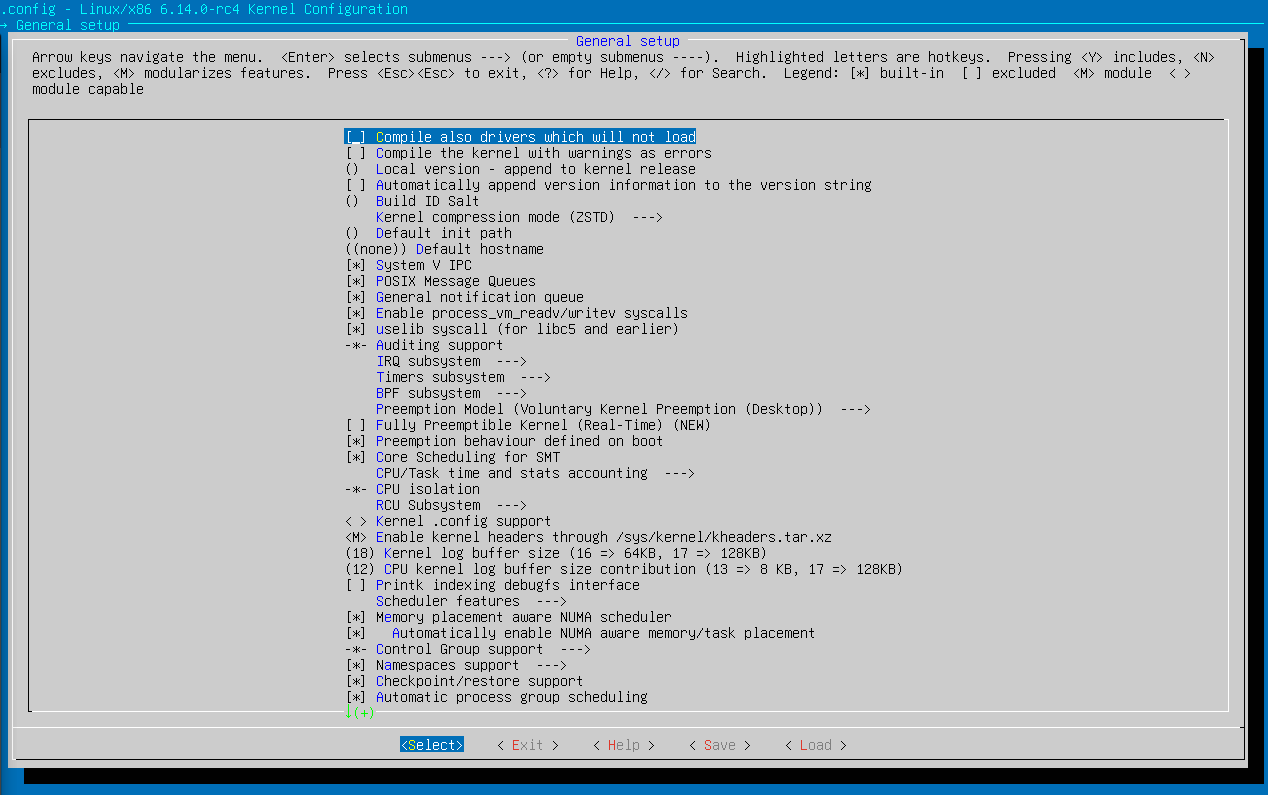 .config - Linux/x86 6.14.0-rc4 Kernel Configuration
→ General setup
General setup
Arrow keys navigate the menu.  <Enter> selects submenus ---> (or empty submenus ----).  Highlighted letters are hotkeys.  Pressing <Y> includes, <N>
excludes, <M> modularizes features.  Press <Esc><Esc> to exit, <?> for Help, </> for Search.  Legend: [*] built-in  [ ] excluded  <M> module  < >
module capable
[ ] Compile also drivers which will not load
[ ] Compile the kernel with warnings as errors
()  Local version - append to kernel release
[ ] Automatically append version information to the version string
()  Build ID Salt
Kernel compression mode (ZSTD)  --->
()  Default init path
((none)) Default hostname
[*] System V IPC
[*] POSIX Message Queues
[*] General notification queue
[*] Enable process_vm_readv/writev syscalls
[*] uselib syscall (for libc5 and earlier)
-*- Auditing support
IRQ subsystem  --->
Timers subsystem  --->
BPF subsystem  --->
Preemption Model (Voluntary Kernel Preemption (Desktop))  --->
[ ] Fully Preemptible Kernel (Real-Time) (NEW)
[*] Preemption behaviour defined on boot
[*] Core Scheduling for SMT
CPU/Task time and stats accounting  --->
-*- CPU isolation
RCU Subsystem  --->
< > Kernel .config support
<M> Enable kernel headers through /sys/kernel/kheaders.tar.xz
(18) Kernel log buffer size (16 => 64KB, 17 => 128KB)
(12) CPU kernel log buffer size contribution (13 => 8 KB, 17 => 128KB)
[ ] Printk indexing debugfs interface
Scheduler features  --->
[*] Memory placement aware NUMA scheduler
[*]   Automatically enable NUMA aware memory/task placement
-*- Control Group support  --->
[*] Namespaces support  --->
[*] Checkpoint/restore support
[*] Automatic process group scheduling
↓(+)
<Select>    < Exit >    < Help >    < Save >    < Load >